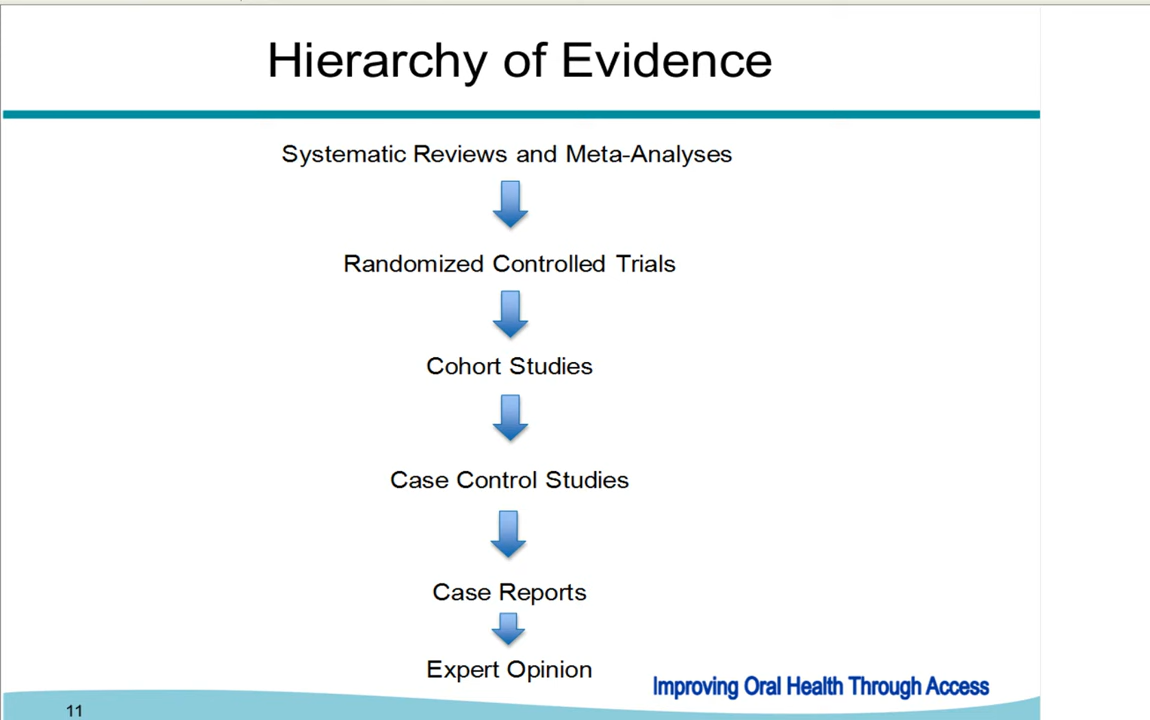 Hierarchy of Evidence
Systematic Reviews and Meta-Analyses
Randomized Controlled Trials
Cohort Studies
Case Control Studies
Case Reports
Expert Opinion
Improving Oral Health Through Access
11